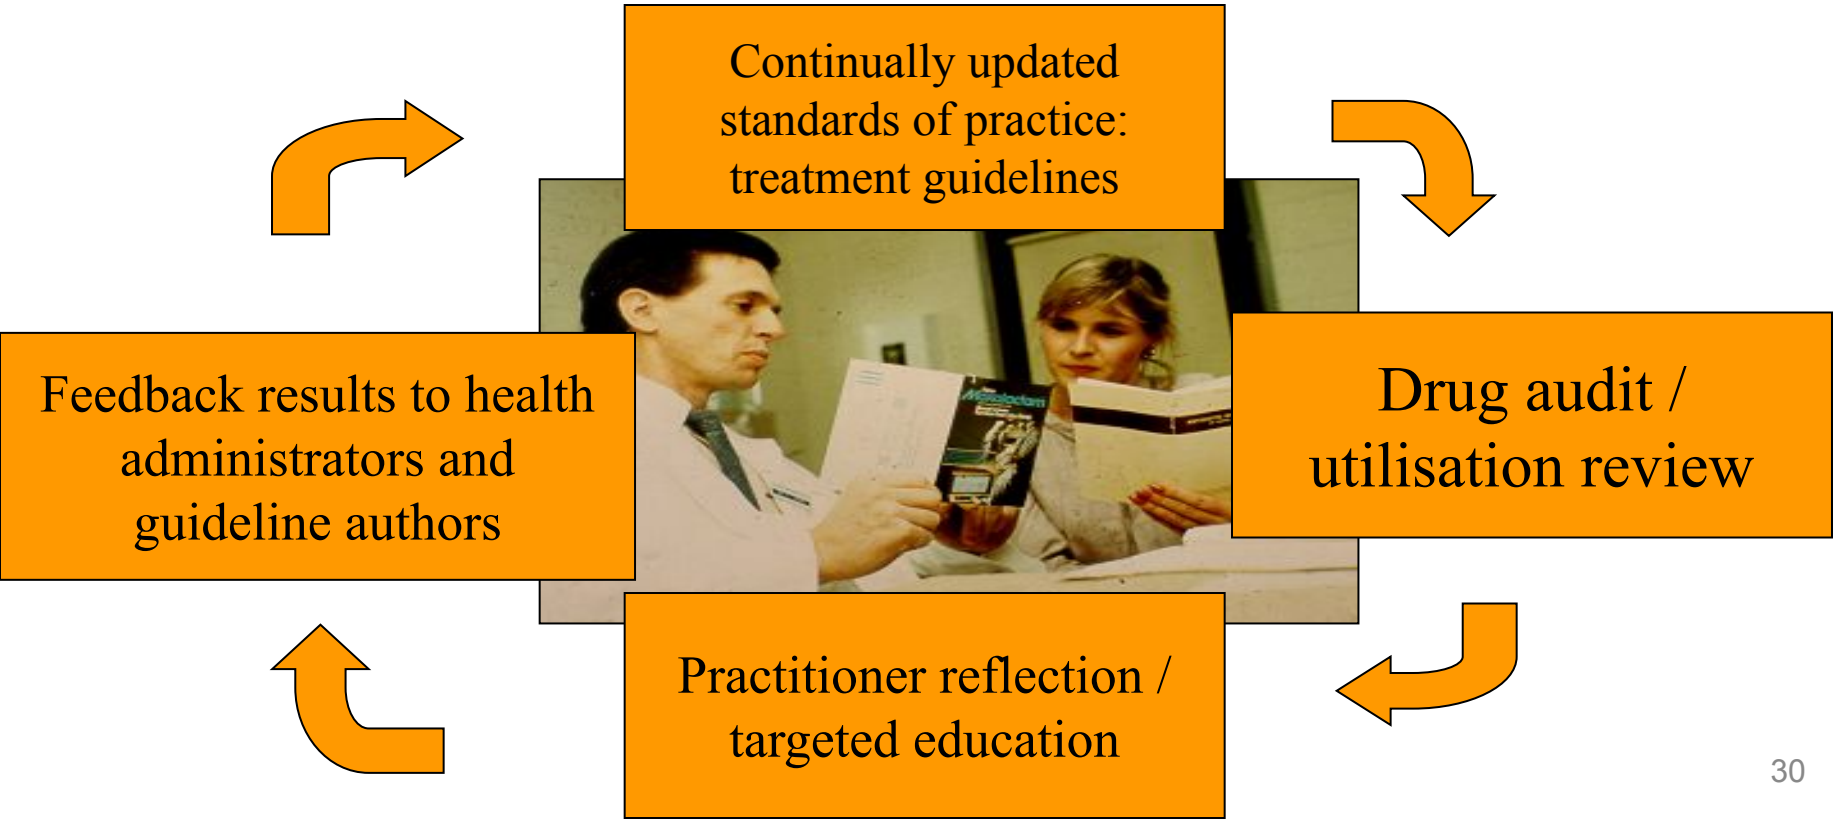 Continually updated
standards of practice:
treatment guidelines
Drug audit /
utilisation review
Practitioner reflection /
targeted education
Feedback results to health
administrators and
guideline authors
Moxalactam
30